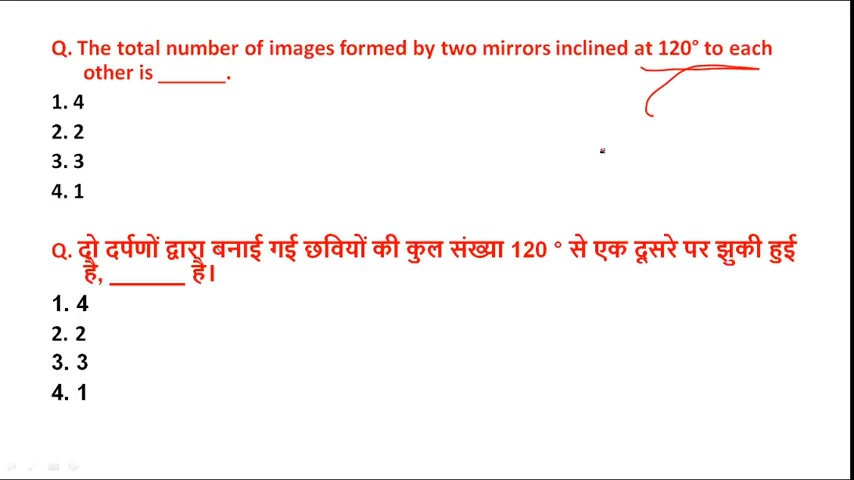 Q. The total number of images formed by two mirrors inclined at 120° to each
other is ______.
1. 4
2. 2
3. 3
4. 1
Q. दो दर्पणों द्वारा बनाई गई छवियों की कुल संख्या 120 ° से एक दूसरे पर झुकी हुई
है, ______ है।
1. 4
2. 2
3. 3
4. 1